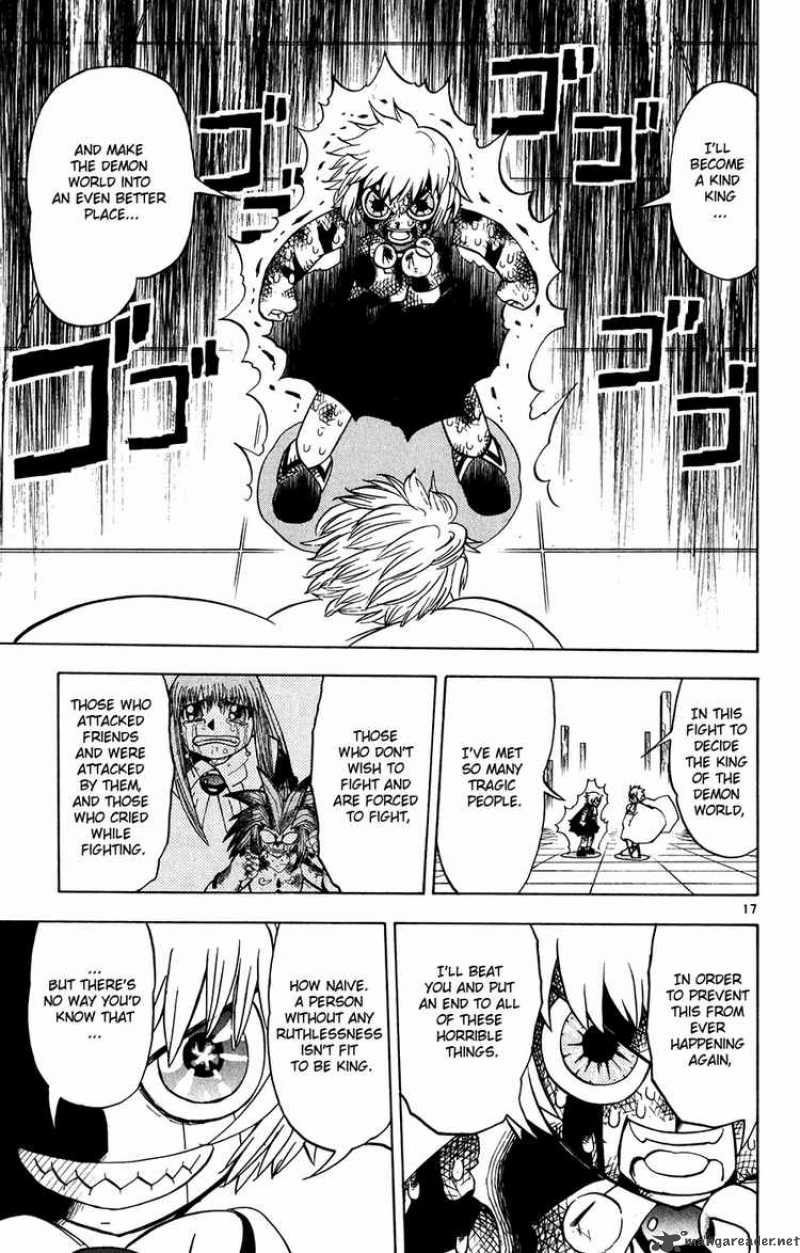 I'LL
BECOME
A KIND
KING
...
AND MAKE
THE DEMON
WORLD INTO
AN EVEN BETTER
PLACE...
ゴゴ
ゴゴ
ゴゴゴ
ゴゴ
IN THIS
FIGHT TO
DECIDE
THE KING
OF THE
DEMON
WORLD,
I'VE MET
SO MANY
TRAGIC
PEOPLE.
THOSE
WHO DON'T
WISH TO
FIGHT AND
ARE FORCED
TO FIGHT,
THOSE WHO
ATTACKED
FRIENDS
AND WERE
ATTACKED
BY THEM,
AND THOSE
WHO CRIED
WHILE
FIGHTING.
17
IN ORDER
TO PREVENT
THIS FROM
EVER
HAPPENING
AGAIN,
I'LL BEAT
YOU AND PUT
AN END TO ALL
OF THESE
HORRIBLE
THINGS.
HOW NAIVE.
A PERSON
WITHOUT ANY
RUTHLESSNESS
ISN'T FIT
TO BE KING.
...
BUT THERE'S
NO WAY YOU'D
KNOW THAT
...
mangareader.net